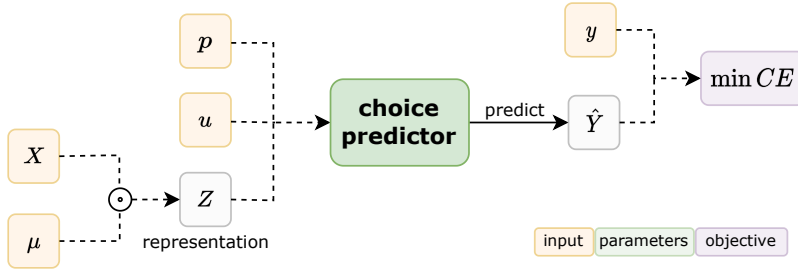 p
y
min CE
choice
predictor
predict
u
Ŷ
X
Z
μ
representation
input
parameters
objective